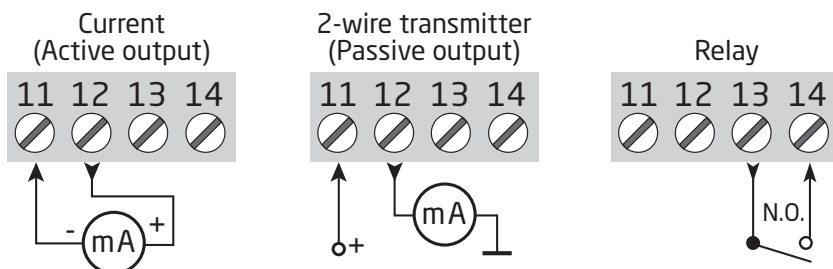 Current
(Active output)
11 12 13 14
- mA +
2-wire transmitter
(Passive output)
11 12 13 14
mA
+
Relay
11 12 13 14
N.O.